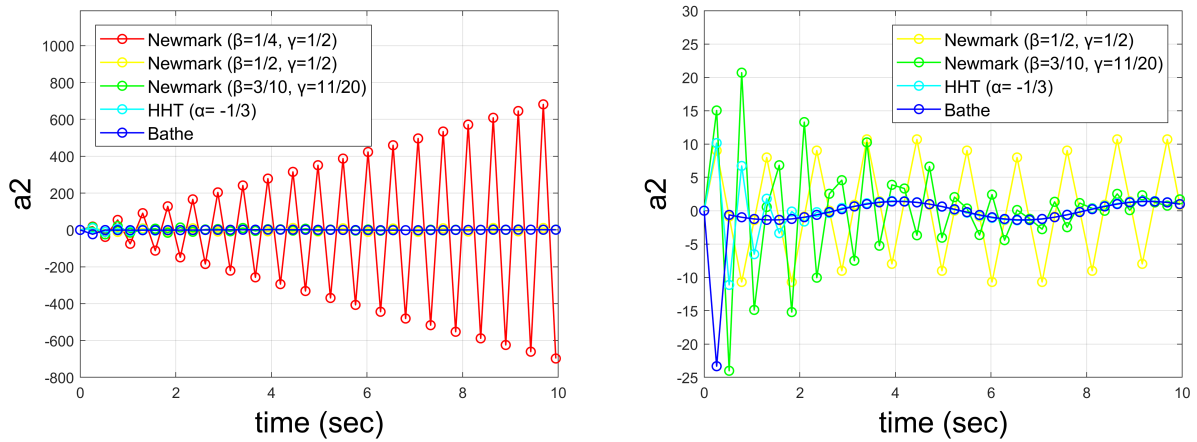 1000
800
600
400
200
0
-200
-400
-600
-800
a2
0 2 4 6 8 10
time (sec)
Newmark (β=1/4, γ=1/2)
Newmark (β=1/2, γ=1/2)
Newmark (β=3/10, γ=11/20)
HHT (α= -1/3)
Bathe
30
25
20
15
10
5
0
-5
-10
-15
-20
-25
a2
0 2 4 6 8 10
time (sec)
Newmark (β=1/2, γ=1/2)
Newmark (β=3/10, γ=11/20)
HHT (α= -1/3)
Bathe